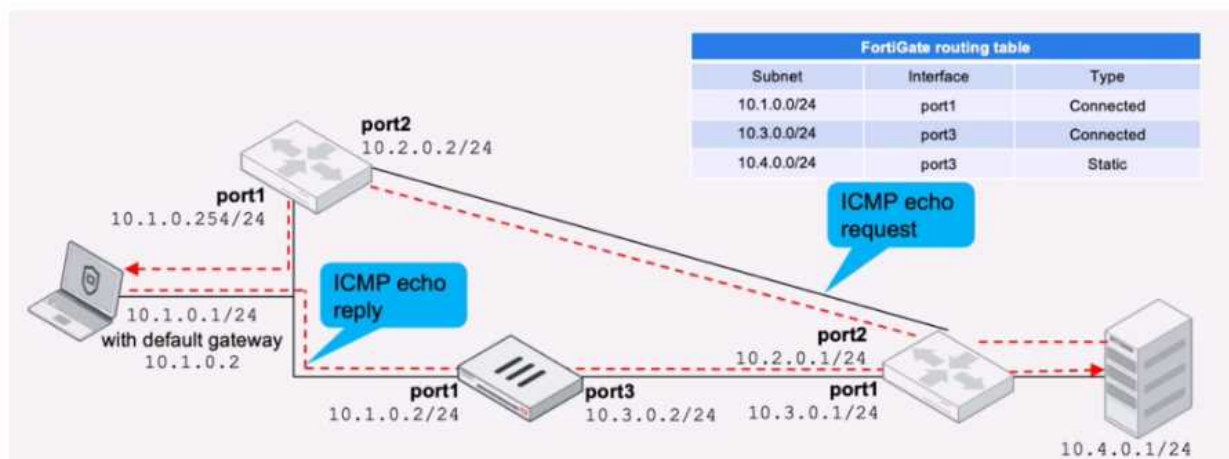 FortiGate routing table
Subnet Interface Type
10.1.0.0/24 port1 Connected
10.3.0.0/24 port3 Connected
10.4.0.0/24 port3 Static
port2
10.2.0.2/24
port1
10.1.0.254/24
ICMP echo
request
ICMP echo
reply
10.1.0.1/24
with default gateway
10.1.0.2
port2
10.2.0.1/24
port1
10.1.0.2/24
port3
10.3.0.2/24
port1
10.3.0.1/24
10.4.0.1/24